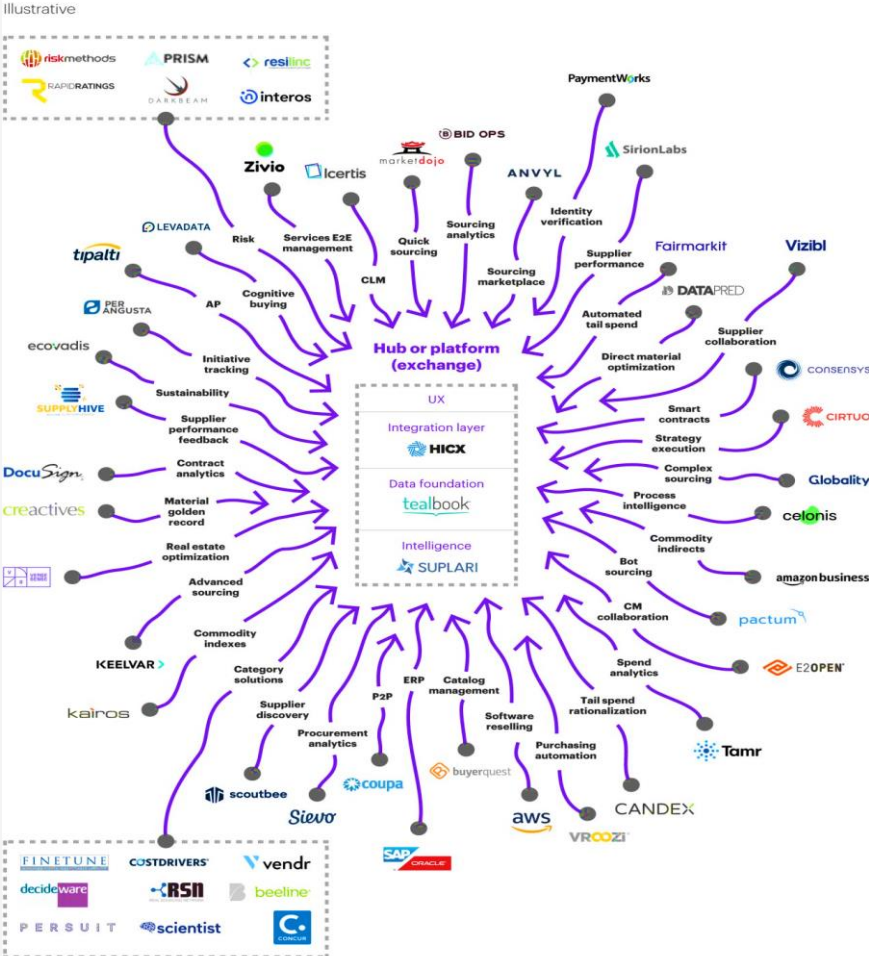 Illustrative
riskmethods
PRISM
resilinc
RAPIDRATINGS
DARKBEAM
interos
PaymentWorks
BID OPS
SirionLabs
Zivio
Icertis
marketdojo
ANVYL
LEVADATA
Risk
Services E2E
management
Quick
sourcing
Sourcing
analytics
Identity
verification
Fairmarkit
Vizibl
tipalti
CLM
Sourcing
marketplace
Supplier
performance
DATAPRED
PER
ANGUSTA
AP
Cognitive
buying
Automated
tail spend
Supplier
collaboration
ecovadis
Initiative
tracking
Hub or platform
(exchange)
Direct material
optimization
CONSENSYS
Sustainability
UX
Smart
contracts
SUPPLYHIVE
Supplier
performance
feedback
Integration layer
HICX
Strategy
execution
CIRTUO
DocuSign
Contract
analytics
Data foundation
tealbook
Complex
sourcing
Globality
creactives
Material
golden
record
Process
intelligence
celonis
Real estate
optimization
Intelligence
SUPLARI
Commodity
indirects
amazon business
Advanced
sourcing
Bot
sourcing
pactum
KEELVAR
Commodity
indexes
CM
collaboration
E2OPEN
kairos
Category
solutions
P2P
ERP
Catalog
management
Spend
analytics
Supplier
discovery
Software
reselling
Tail spend
rationalization
Tamr
Procurement
analytics
Purchasing
automation
scoutbee
Sievo
coupa
buyerquest
aws
VROOZi
CANDEX
SAP
ORACLE
FINETUNE
COSTDRIVERS
vendr
decideware
RSN
beeline
PERSUIT
scientist
C.
CONCUR